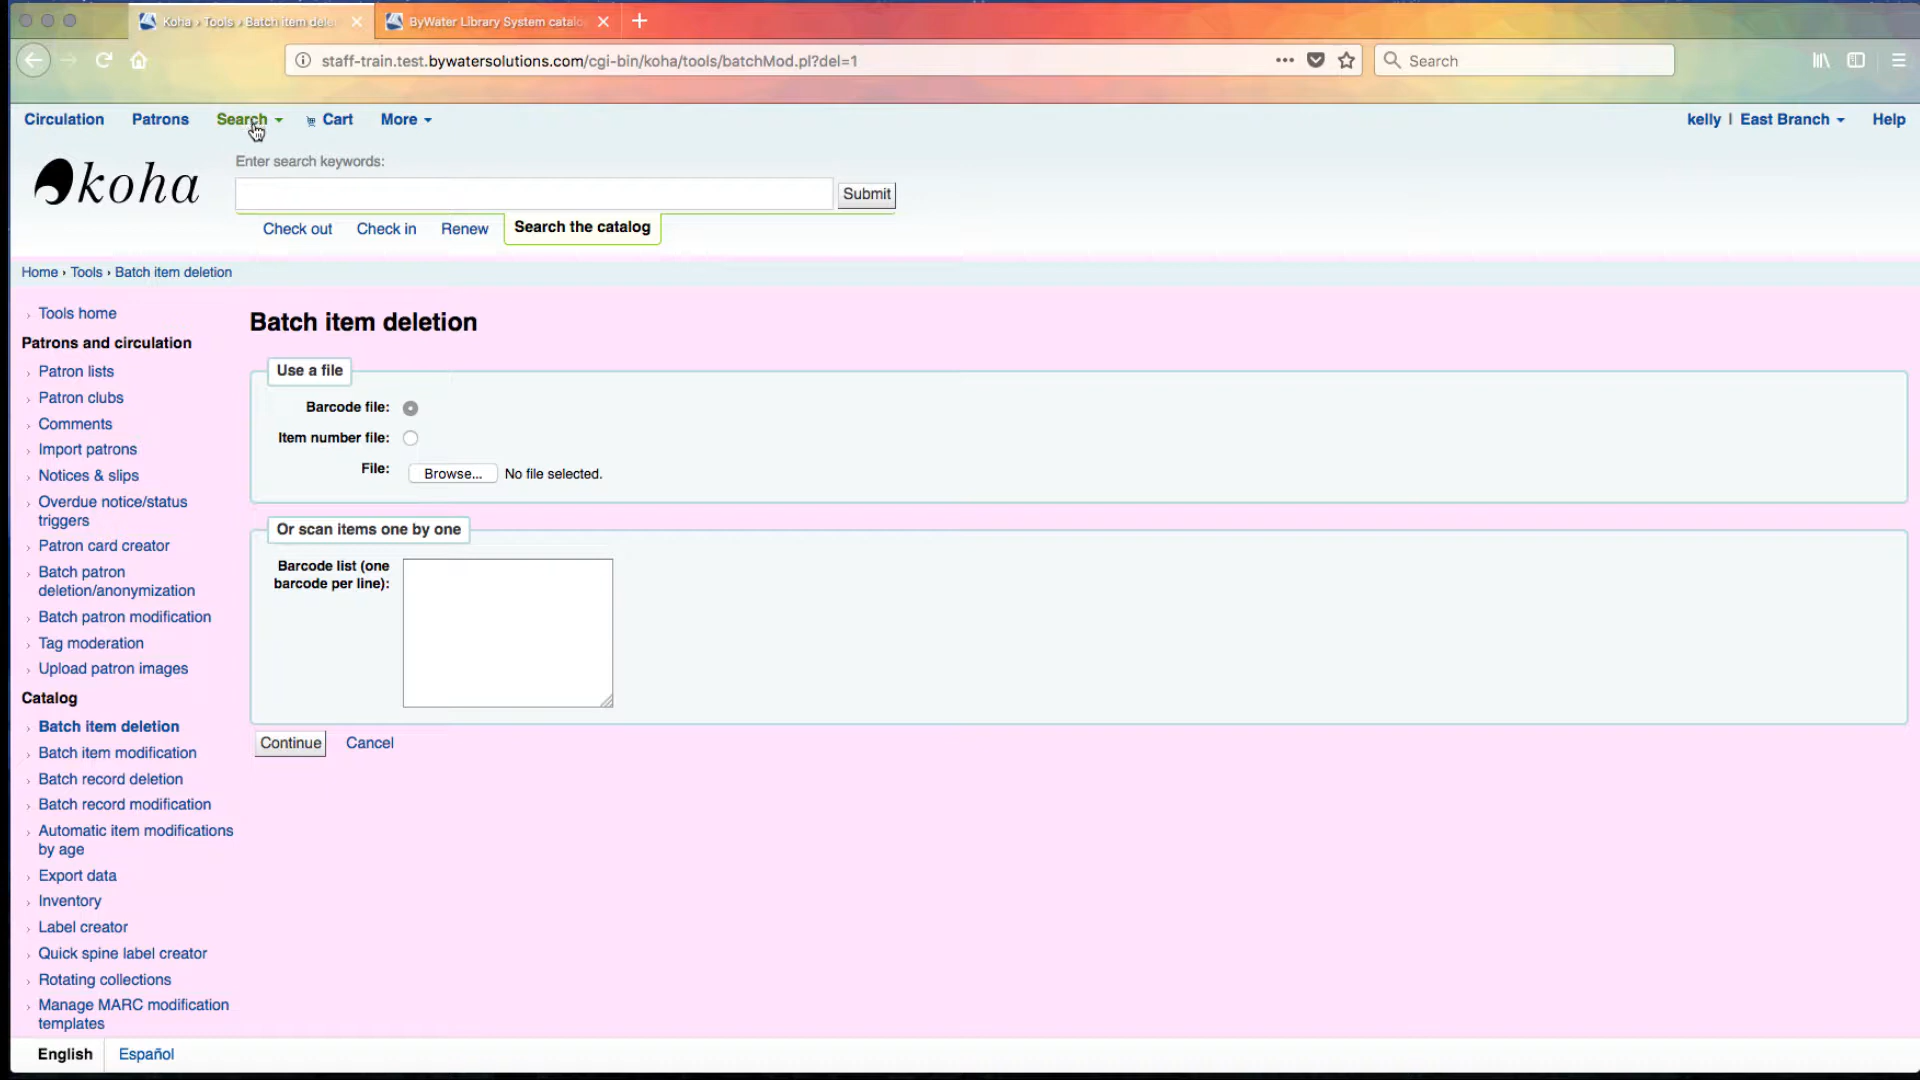 Koha › Tools › Batch item dele
ByWater Library System catalo
staff-train.test.bywatersolutions.com/cgi-bin/koha/tools/batchMod.pl?del=1
Search
Circulation
Patrons
Search
Cart
More
kelly | East Branch
Help
Enter search keywords:
koha
Submit
Check out
Check in
Renew
Search the catalog
Home › Tools › Batch item deletion
Tools home
Patrons and circulation
Patron lists
Patron clubs
Comments
Import patrons
Notices & slips
Overdue notice/status
triggers
Patron card creator
Batch patron
deletion/anonymization
Batch patron modification
Tag moderation
Upload patron images
Catalog
Batch item deletion
Batch item modification
Batch record deletion
Batch record modification
Automatic item modifications
by age
Export data
Inventory
Label creator
Quick spine label creator
Rotating collections
Manage MARC modification
templates
Batch item deletion
Use a file
Barcode file:
Item number file:
File:
Browse...
No file selected.
Or scan items one by one
Barcode list (one
barcode per line):
Continue
Cancel
English
Español